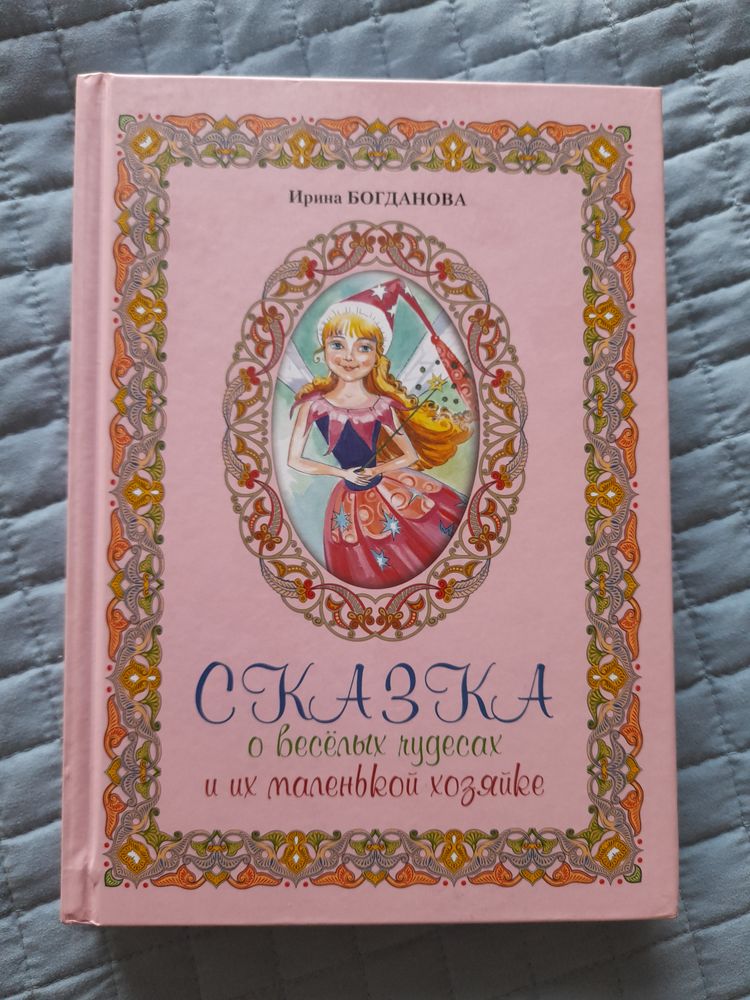 Ирина БОГДАНОВА
СКАЗКА
о весёлых чудесах
и их маленькой хозяйке